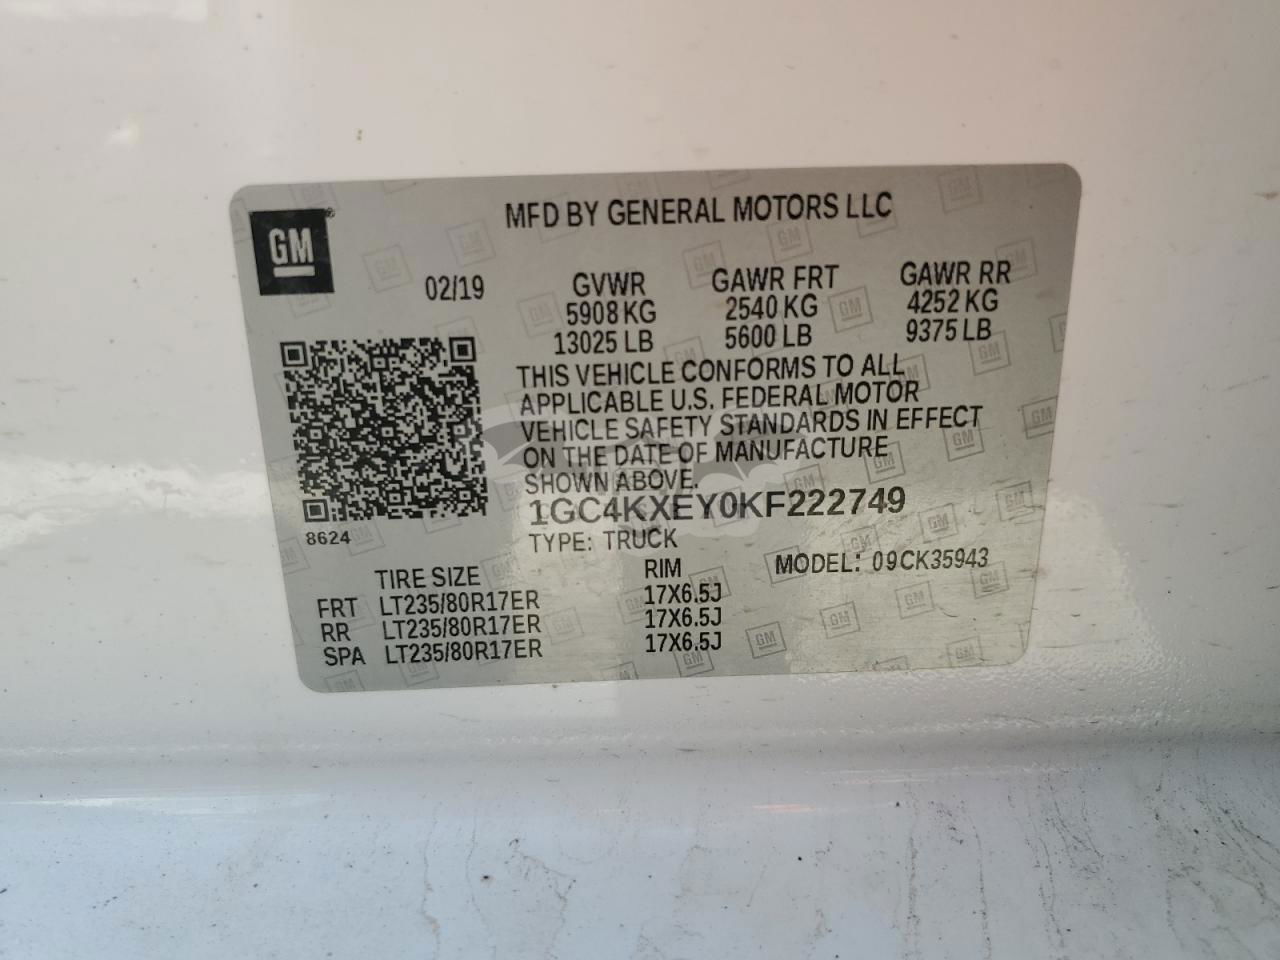 GM
MFD BY GENERAL MOTORS LLC
02/19 GVWR GAWR FRT GAWR RR
5908 KG 2540 KG 4252 KG
13025 LB 5600 LB 9375 LB
THIS VEHICLE CONFORMS TO ALL
APPLICABLE U.S. FEDERAL MOTOR
VEHICLE SAFETY STANDARDS IN EFFECT
ON THE DATE OF MANUFACTURE
SHOWN ABOVE.
1GC4KXEY0KF222749
8624
TYPE: TRUCK
MODEL: 09CK35943
TIRE SIZE RIM
FRT LT235/80R17ER 17X6.5J
RR LT235/80R17ER 17X6.5J
SPA LT235/80R17ER 17X6.5J